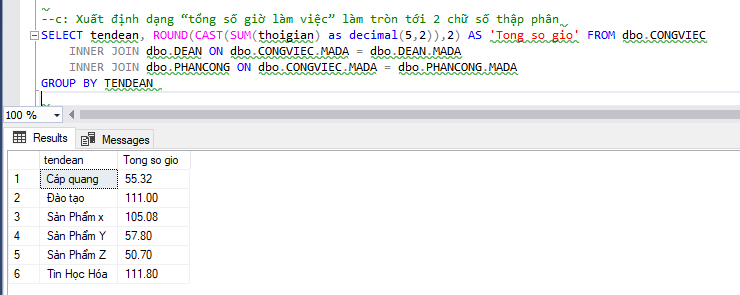 --c: Xuất định dạng “tổng số giờ làm việc” làm tròn tới 2 chữ số thập phân
SELECT tendean, ROUND(CAST(SUM(thoigian) as decimal(5,2)),2) AS 'Tong so gio' FROM dbo.CONGVIEC
INNER JOIN dbo.DEAN ON dbo.CONGVIEC.MADA = dbo.DEAN.MADA
INNER JOIN dbo.PHANCONG ON dbo.CONGVIEC.MADA = dbo.PHANCONG.MADA
GROUP BY TENDEAN
100 %
Results Messages
tendean Tong so gio
1 Cáp quang 55.32
2 Đào tạo 111.00
3 Sản Phẩm x 105.08
4 Sản Phẩm Y 57.80
5 Sản Phẩm Z 50.70
6 Tin Học Hóa 111.80